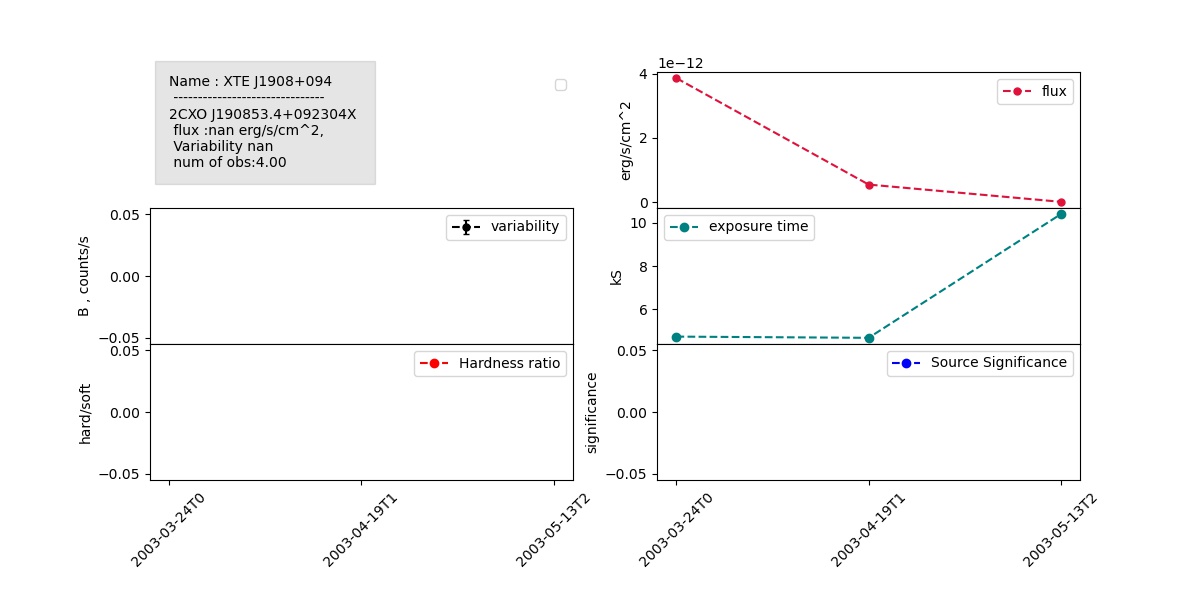 Name : XTE J1908+094
-------------------------------
2CXO J190853.4+092304X
flux :nan erg/s/cm^2,
Variability nan
num of obs:4.00
1e−12
4
2
0
erg/s/cm^2
flux
0.05
0.00
−0.05
B , counts/s
variability
10
8
6
kS
exposure time
0.05
0.00
−0.05
hard/soft
Hardness ratio
0.05
0.00
−0.05
significance
Source Significance
2003-03-24T0
2003-04-19T1
2003-05-13T2
2003-03-24T0
2003-04-19T1
2003-05-13T2